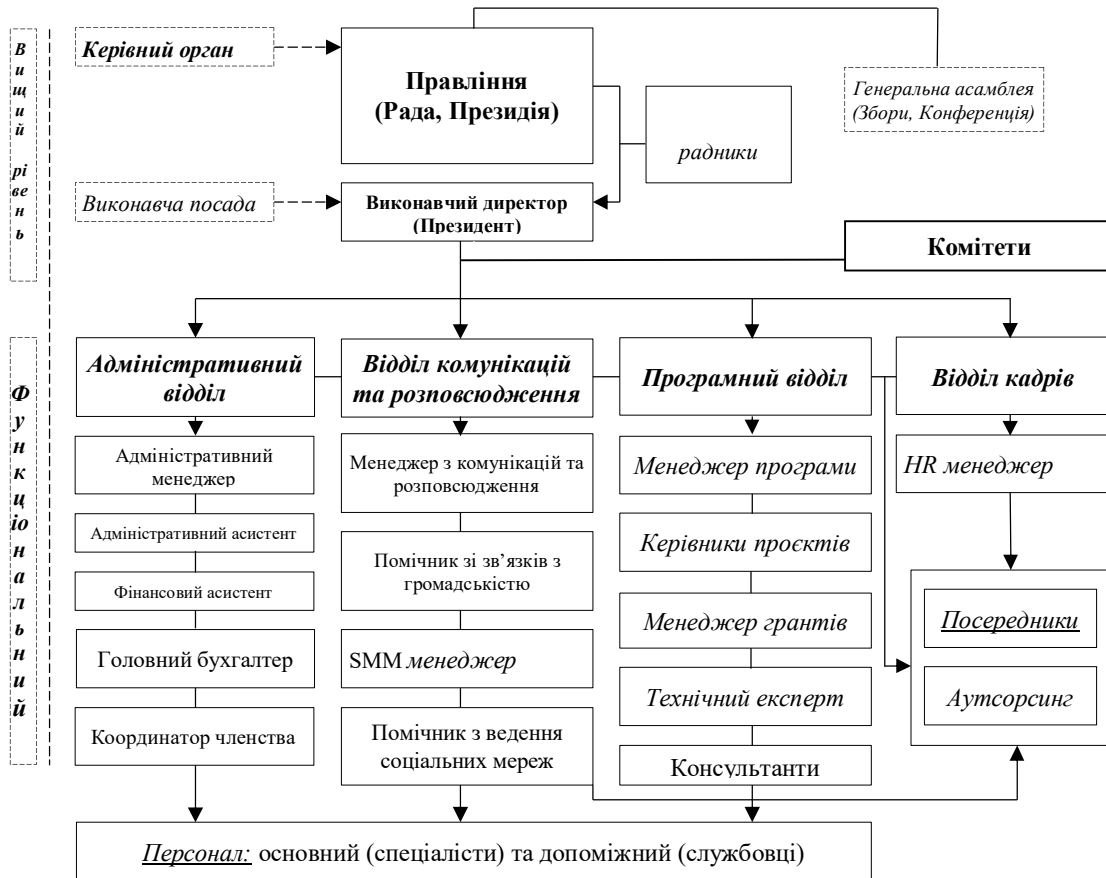 Вищий рівень
Керівний орган
Правління
(Рада, Президія)
Генеральна асамблея
(Збори, Конференція)
радники
Виконавча посада
Виконавчий директор
(Президент)
Комітети
Функціональний
Адміністративний
відділ
Відділ комунікацій
та розповсюдження
Програмний відділ
Відділ кадрів
Адміністративний
менеджер
Менеджер з комунікацій та
розповсюдження
Менеджер програми
HR менеджер
Адміністративний асистент
Помічник зі зв’язків з
громадськістю
Керівники проєктів
Фінансовий асистент
Менеджер грантів
Посередники
Головний бухгалтер
SMM менеджер
Технічний експерт
Аутсорсинг
Координатор членства
Помічник з ведення
соціальних мереж
Консультанти
Персонал: основний (спеціалісти) та допоміжний (службовці)